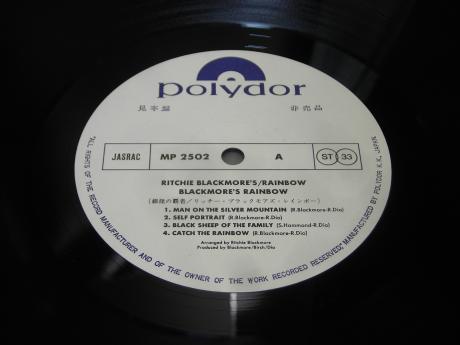 polydor
見本盤 非売品
JASRAC MP 2502 A ST 33
RITCHIE BLACKMORE'S/RAINBOW
BLACKMORE'S RAINBOW
(銀嶺の覇者/リッチー・ブラックモアズ・レインボー)
1. MAN ON THE SILVER MOUNTAIN (R.Blackmore-R.Dio)
2. SELF PORTRAIT (R.Blackmore-R.Dio)
3. BLACK SHEEP OF THE FAMILY (S.Hammond-R.Dio)
4. CATCH THE RAINBOW (R.Blackmore-R.Dio)
Arranged by Ritchie Blackmore
Produced by Blackmore/Birch/Dio
"ALL RIGHTS OF THE RECORD MANUFACTURER AND OF THE OWNER OF THE WORK RECORDED RESERVED," MANUFACTURED BY POLYDOR K.K. JAPAN